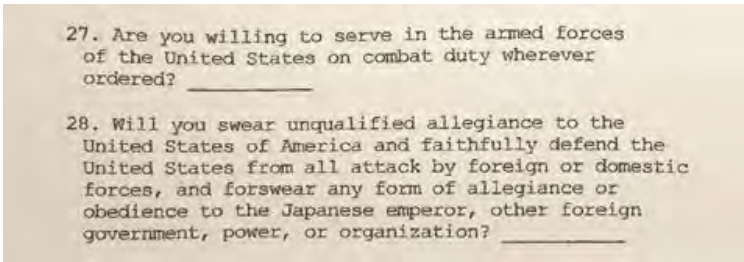 27. Are you willing to serve in the armed forces
of the United States on combat duty wherever
ordered? __________
28. Will you swear unqualified allegiance to the
United States of America and faithfully defend the
United States from all attack by foreign or domestic
forces, and forswear any form of allegiance or
obedience to the Japanese emperor, other foreign
government, power, or organization? __________